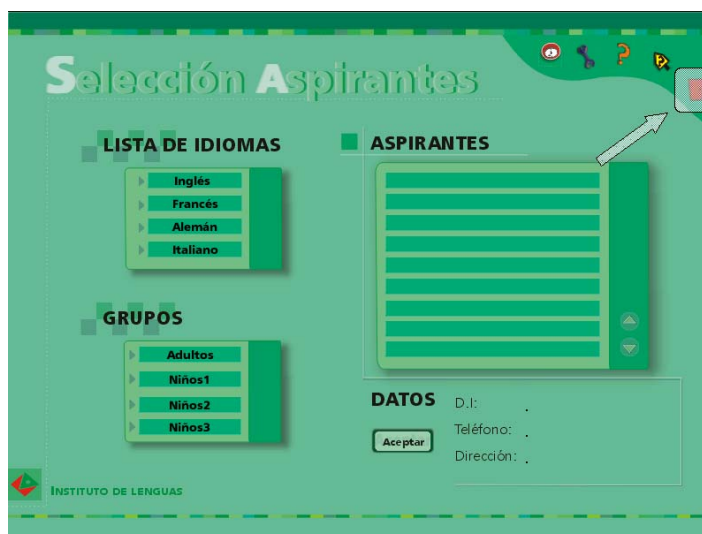 Selección Aspirantes
LISTA DE IDIOMAS
Inglés
Francés
Alemán
Italiano
GRUPOS
Adultos
Niños1
Niños2
Niños3
ASPIRANTES
DATOS
D.I: .
Teléfono: .
Dirección: .
Aceptar
INSTITUTO DE LENGUAS